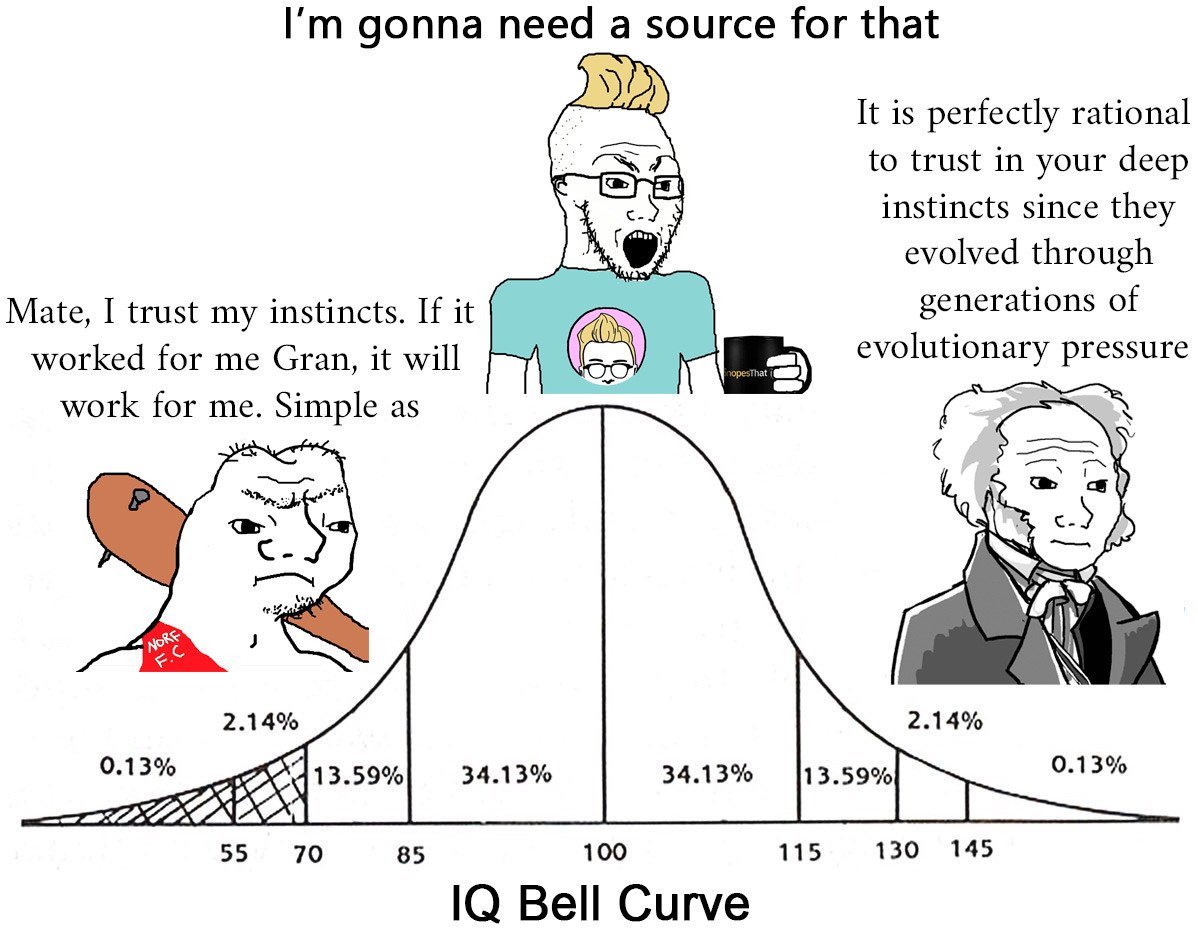 I'm gonna need a source for that
It is perfectly rational
to trust in your deep
instincts since they
evolved through
generations of
evolutionary pressure
Mate, I trust my instincts. If it
worked for me Gran, it will
work for me. Simple as
nopesThat
NORF
F.C
2.14%
2.14%
0.13%
13.59%
34.13%
34.13%
13.59%
0.13%
55 70 85 100 115 130 145
IQ Bell Curve